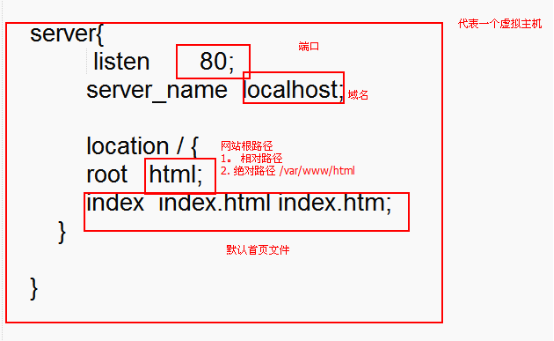 代表一个虚拟主机
server{
listen 80; 端口
server_name localhost; 域名
location / { 网站根路径
1。 相对路径
root html; 2. 绝对路径 /var/www/html
index index.html index.htm;
}
默认首页文件
}